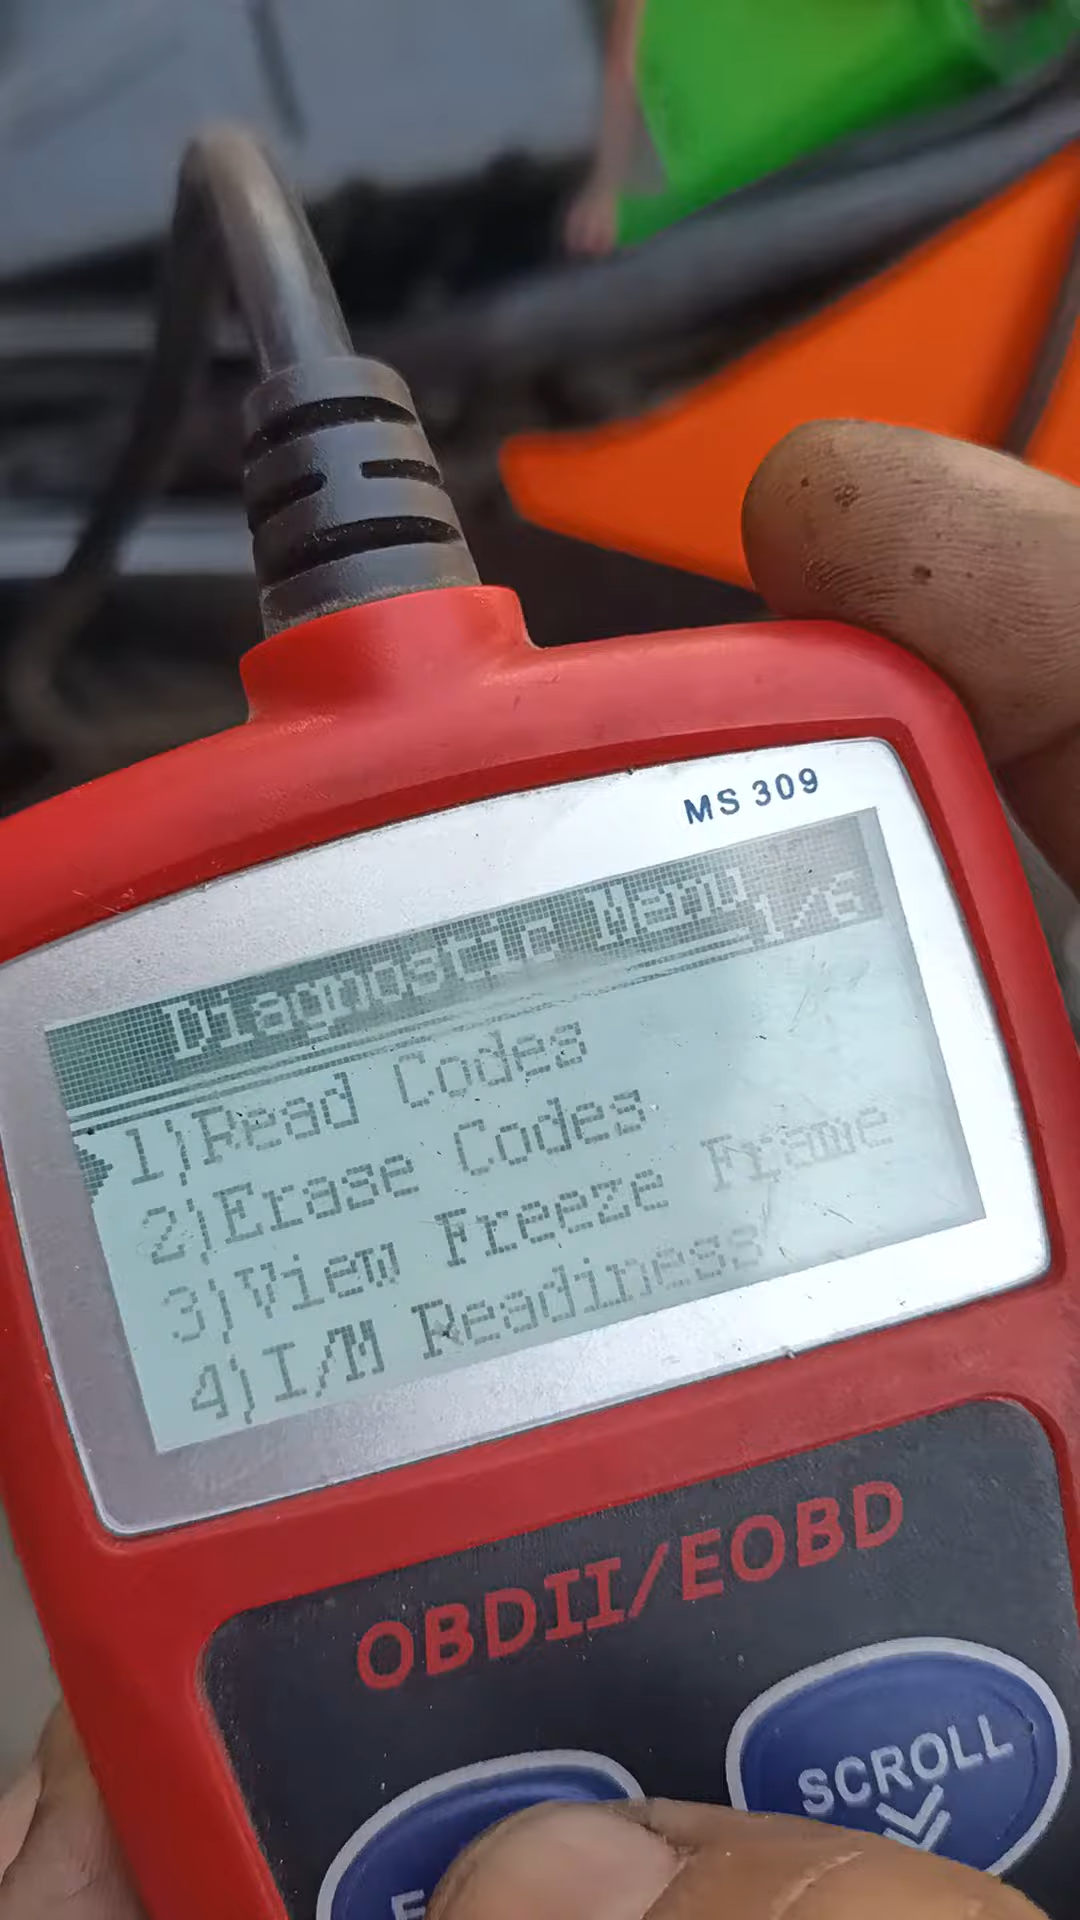 MS 309
Diagnostic Menu
1/6
1)Read Codes
2)Erase Codes
3)View Freeze Frame
4)I/M Readiness
OBDII/EOBD
SCROLL